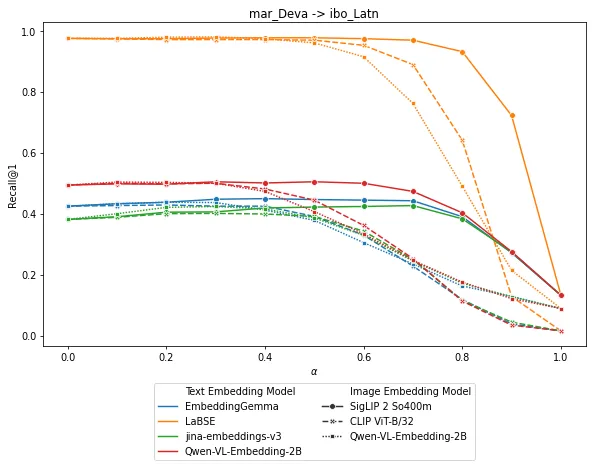 mar_Deva -> ibo_Latn
Recall@1
1.0
0.8
0.6
0.4
0.2
0.0
0.0 0.2 0.4 0.6 0.8 1.0
α
Text Embedding Model
EmbeddingGemma
LaBSE
jina-embeddings-v3
Qwen-VL-Embedding-2B
Image Embedding Model
SigLIP 2 So400m
CLIP ViT-B/32
Qwen-VL-Embedding-2B